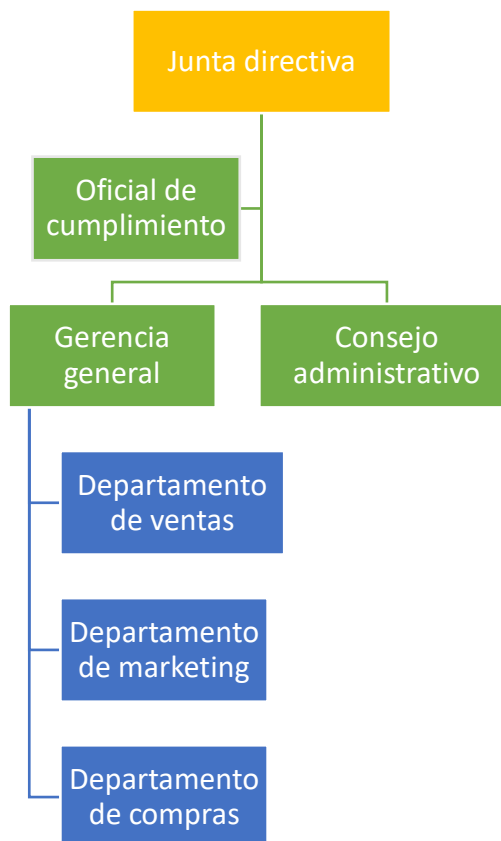 Junta directiva
Oficial de
cumplimiento
Gerencia
general
Consejo
administrativo
Departamento
de ventas
Departamento
de marketing
Departamento
de compras